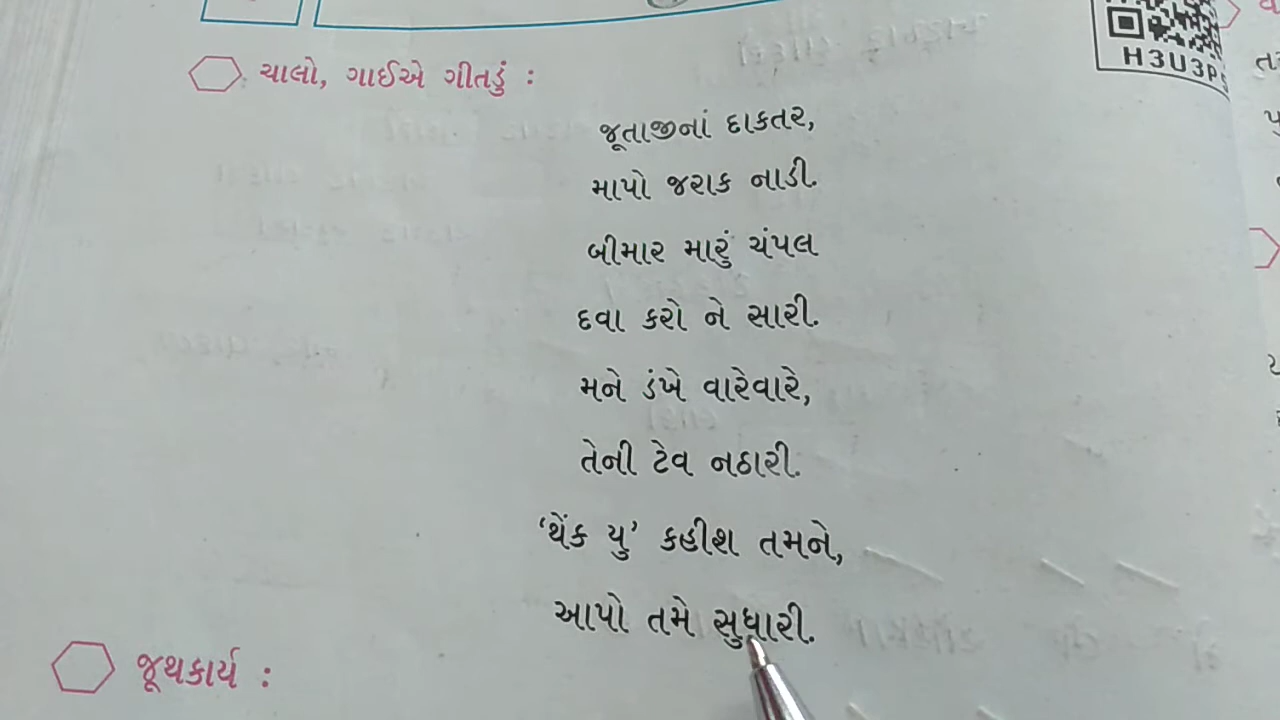 ચાલો, ગાઈએ ગીતડું :
H3U3P
જૂતાજીનાં દાકતર,
માપો જરાક નાડી.
બીમાર મારું ચંપલ
દવા કરો ને સારી.
મને ડંખે વારેવારે,
તેની ટેવ નઠારી.
‘થેંક યુ’ કહીશ તમને,
આપો તમે સુધારી.
જૂથકાર્ય :